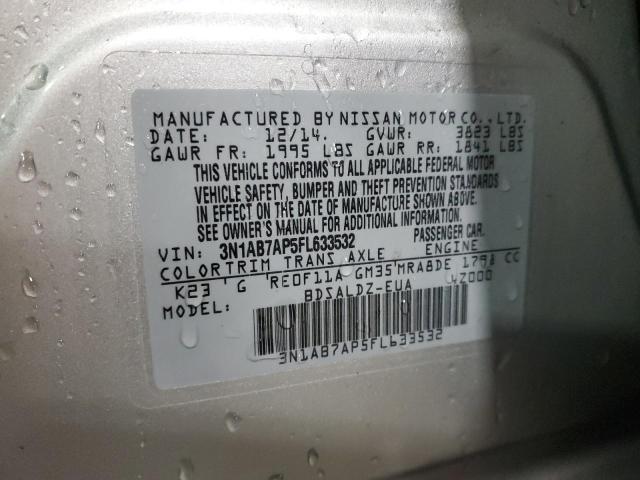 MANUFACTURED BY NISSAN MOTOR CO., LTD.
DATE: 12/14. GVWR: 3823 LBS
GAWR FR: 1995 LBS GAWR RR: 1841 LBS
THIS VEHICLE CONFORMS TO ALL APPLICABLE FEDERAL MOTOR
VEHICLE SAFETY, BUMPER AND THEFT PREVENTION STANDARDS
IN EFFECT ON THE DATE OF MANUFACTURE SHOWN ABOVE.
SEE OWNER'S MANUAL FOR ADDITIONAL INFORMATION.
VIN: 3N1AB7AP5FL633532 PASSENGER CAR.
COLOR TRIM TRANS AXLE ENGINE
K23 G RE0F11A GM35 MRA8DE 1798 CC
MODEL: BDSALDZ-EUA UZ000
3N1AB7AP5FL633532